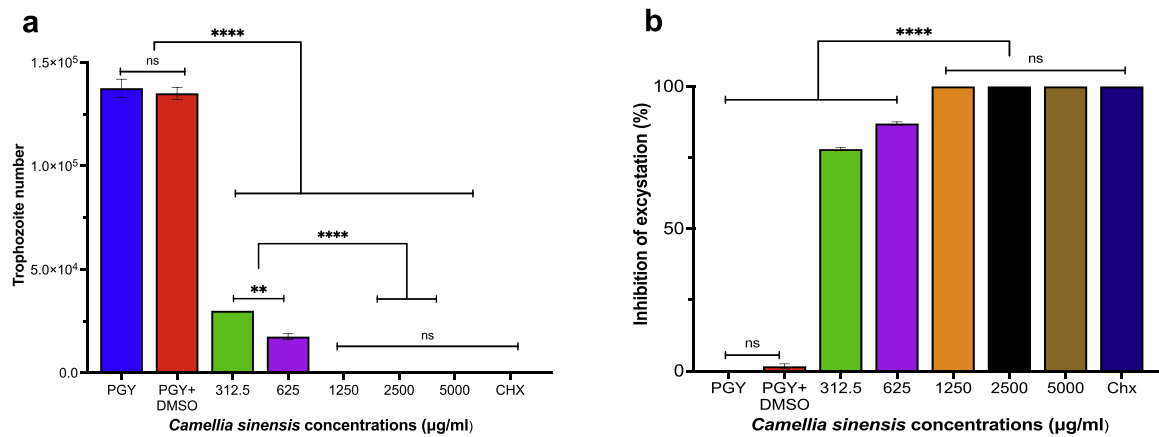 a
****
ns
1.5×10⁵
1.0×10⁵
5.0×10⁴
0.0
Trophozoite number
****
**
ns
PGY PGY+ DMSO 312.5 625 1250 2500 5000 CHX
Camellia sinensis concentrations (µg/ml)
b
****
ns
100
50
0
Inhibition of excystation (%)
ns
PGY PGY+ DMSO 312.5 625 1250 2500 5000 Chx
Camellia sinensis concentrations (µg/ml)